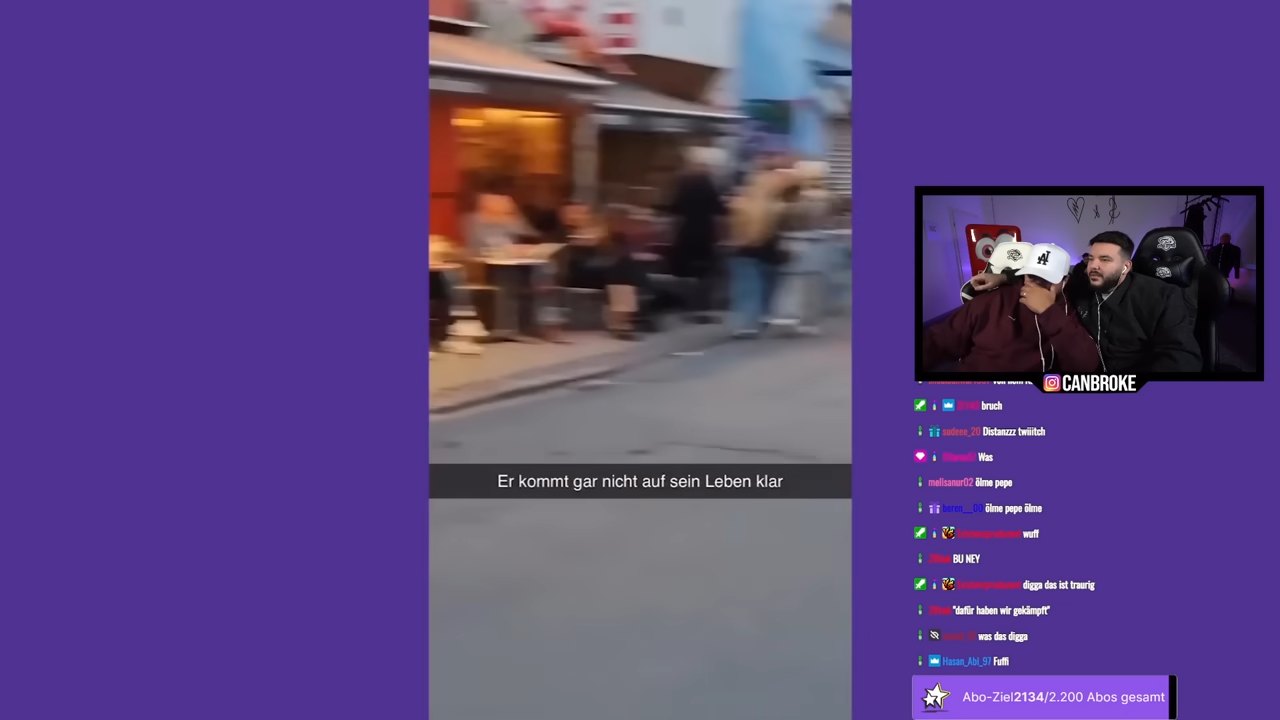 Er kommt gar nicht auf sein Leben klar
CANBROKE
bruch
sudeee_20 Distanzzz twiiitch
Was
melisanur02 ölme pepe
ölme pepe ölme
wuff
BU NEY
digga das ist traurig
"dafür haben wir gekämpft"
was das digga
Hasan_Abi_97 Fuffi
Abo-Ziel2134/2.200 Abos gesamt